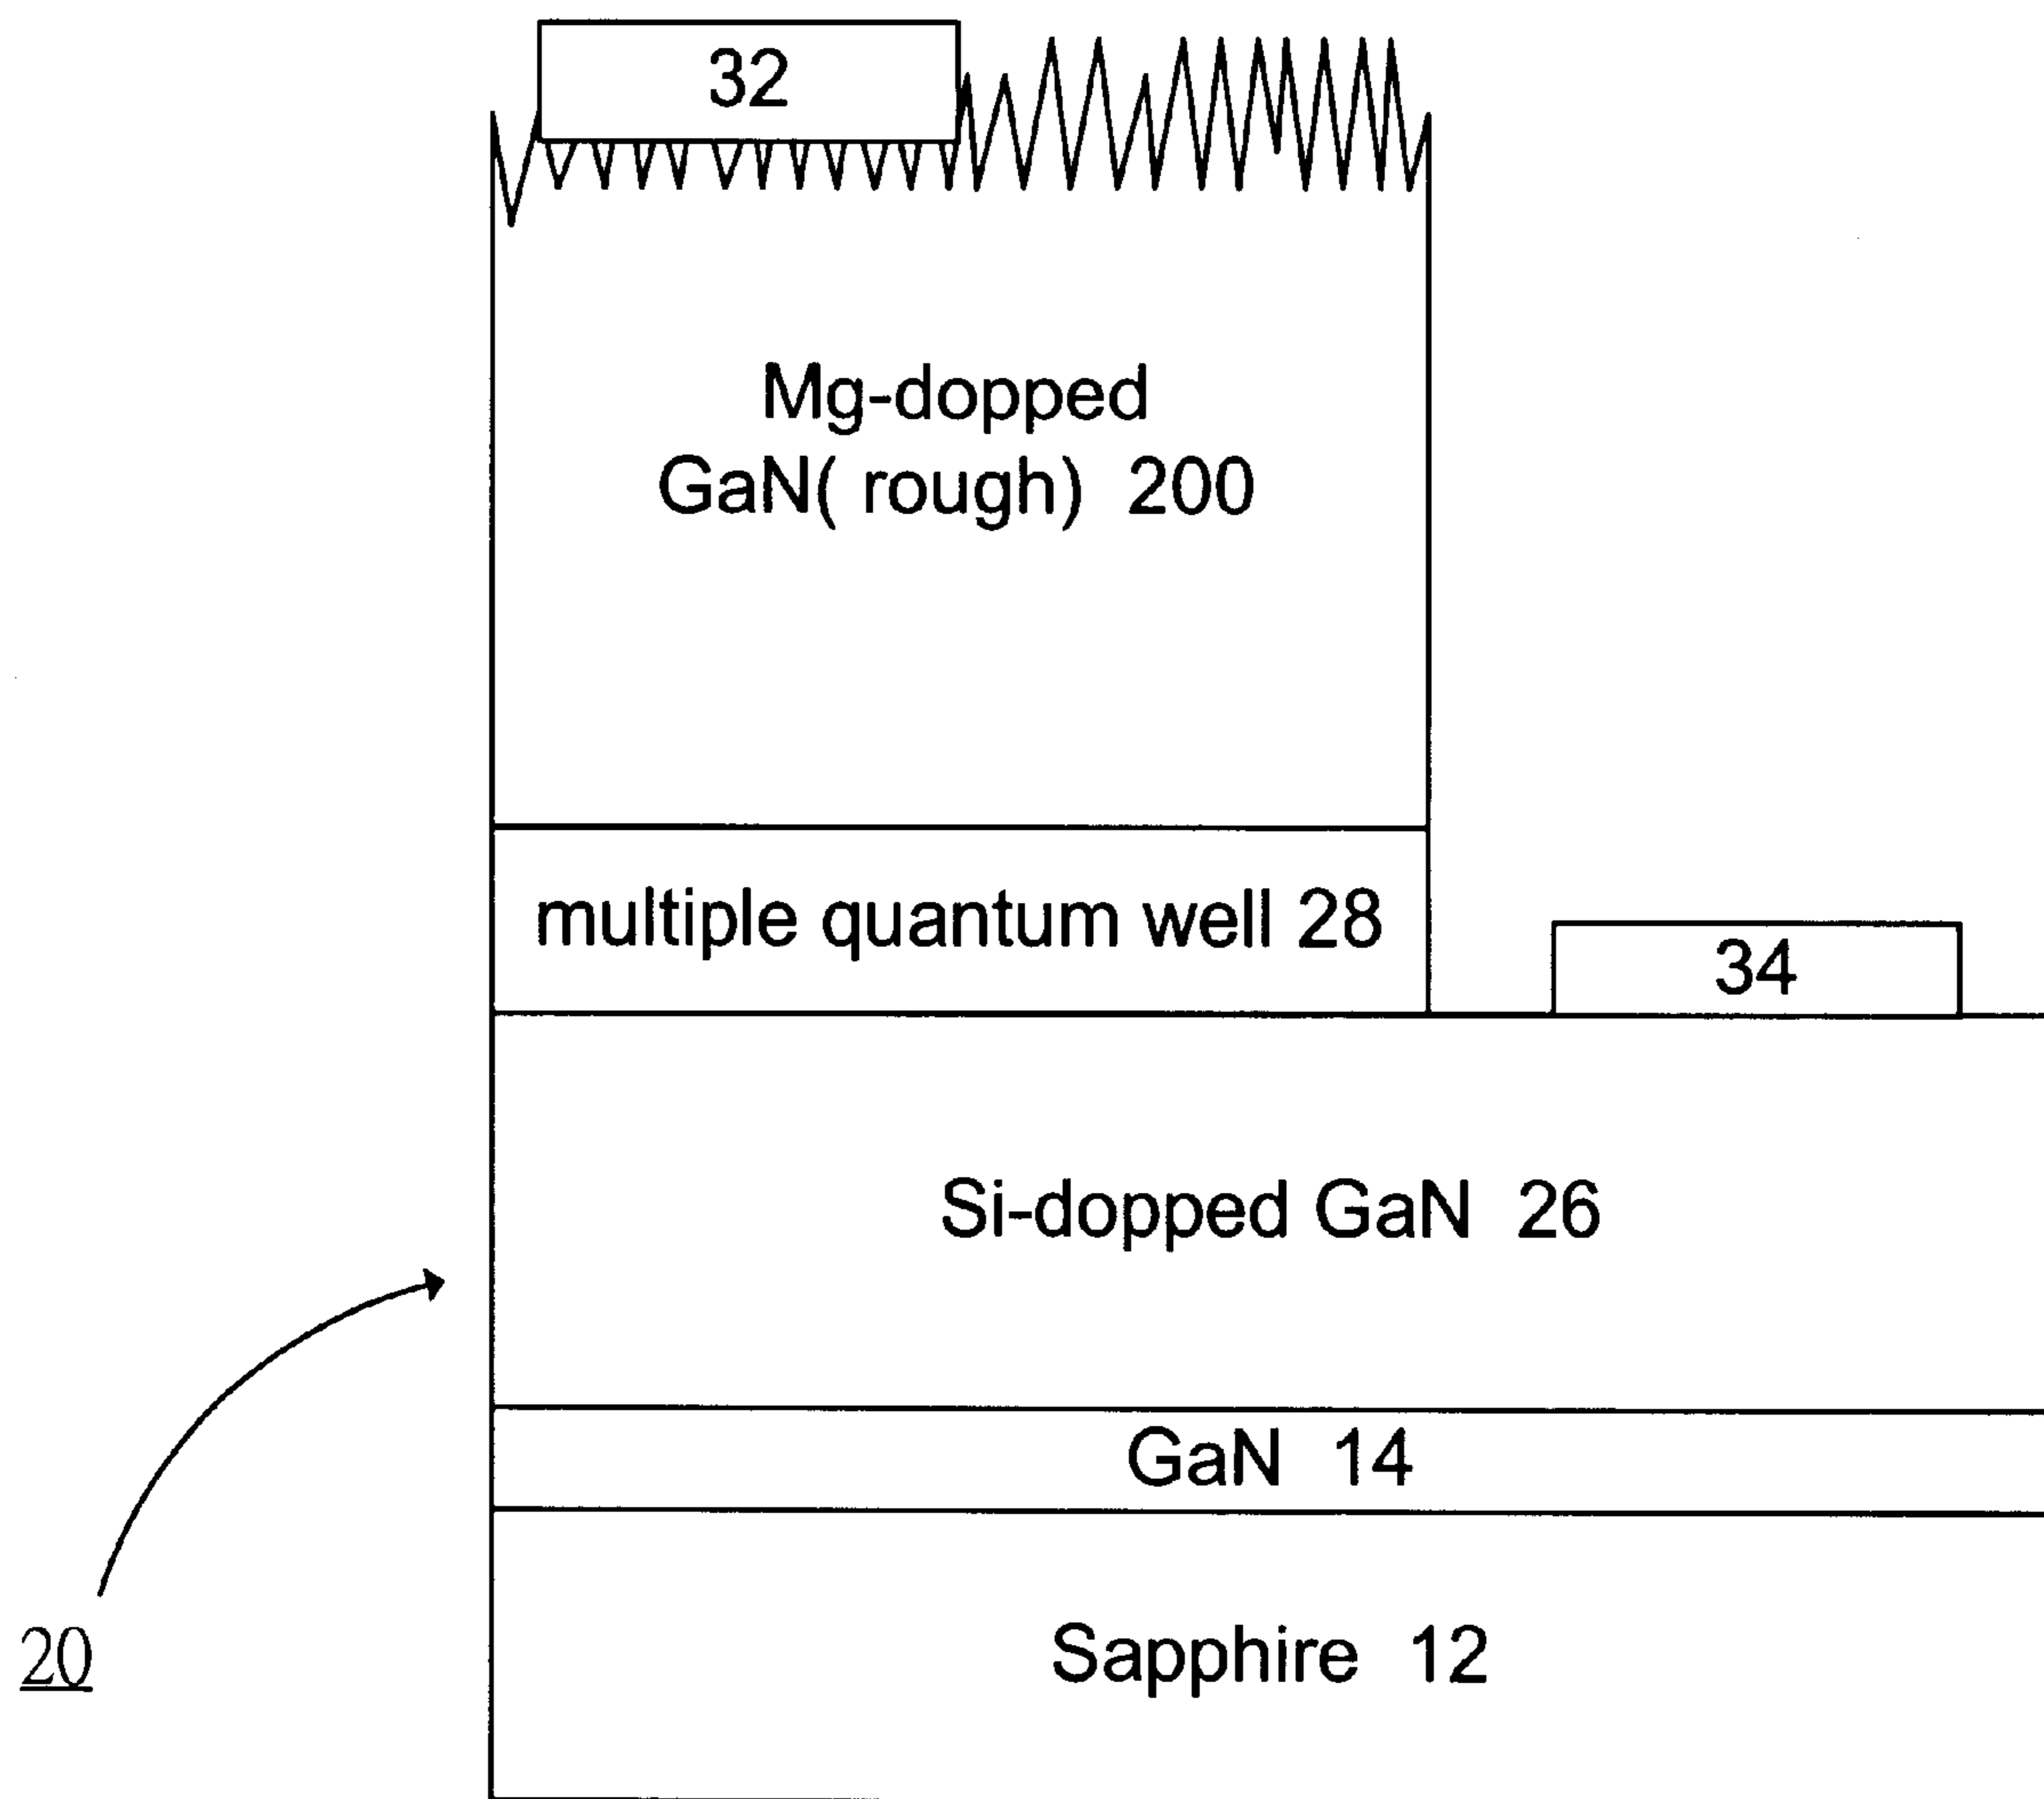 32
Mg-dopped
GaN( rough) 200
multiple quantum well 28
34
Si-dopped GaN 26
GaN 14
Sapphire 12
20